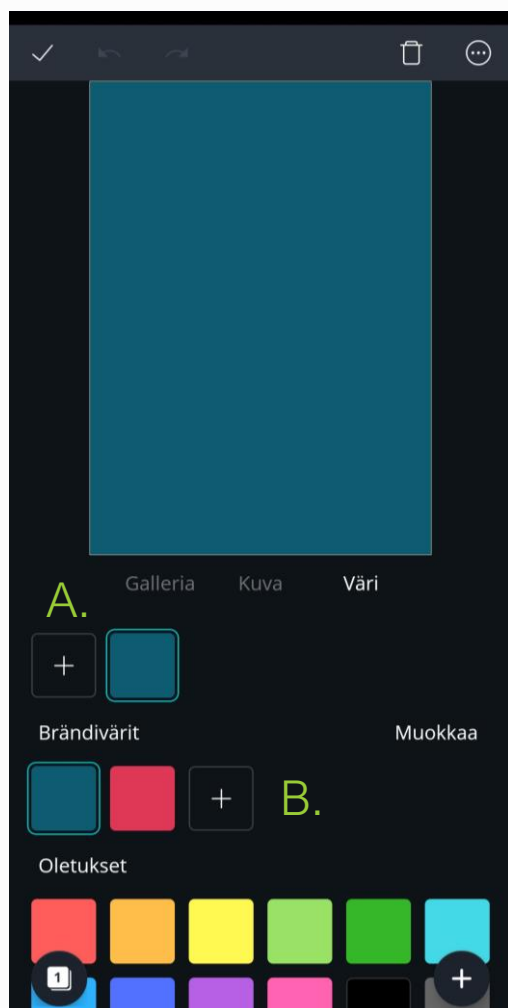 Galleria Kuva Väri
A.
Brändivärit Muokkaa
B.
Oletukset
1